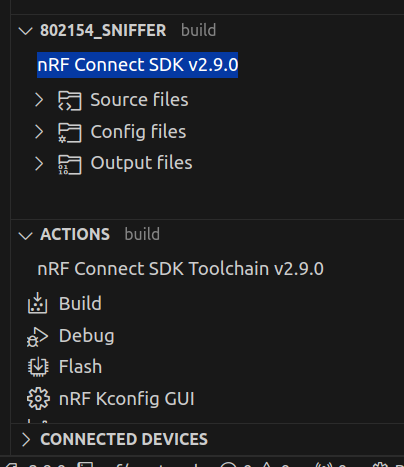 802154_SNIFFER build
nRF Connect SDK v2.9.0
Source files
Config files
Output files
ACTIONS build
nRF Connect SDK Toolchain v2.9.0
Build
Debug
Flash
nRF Kconfig GUI
CONNECTED DEVICES